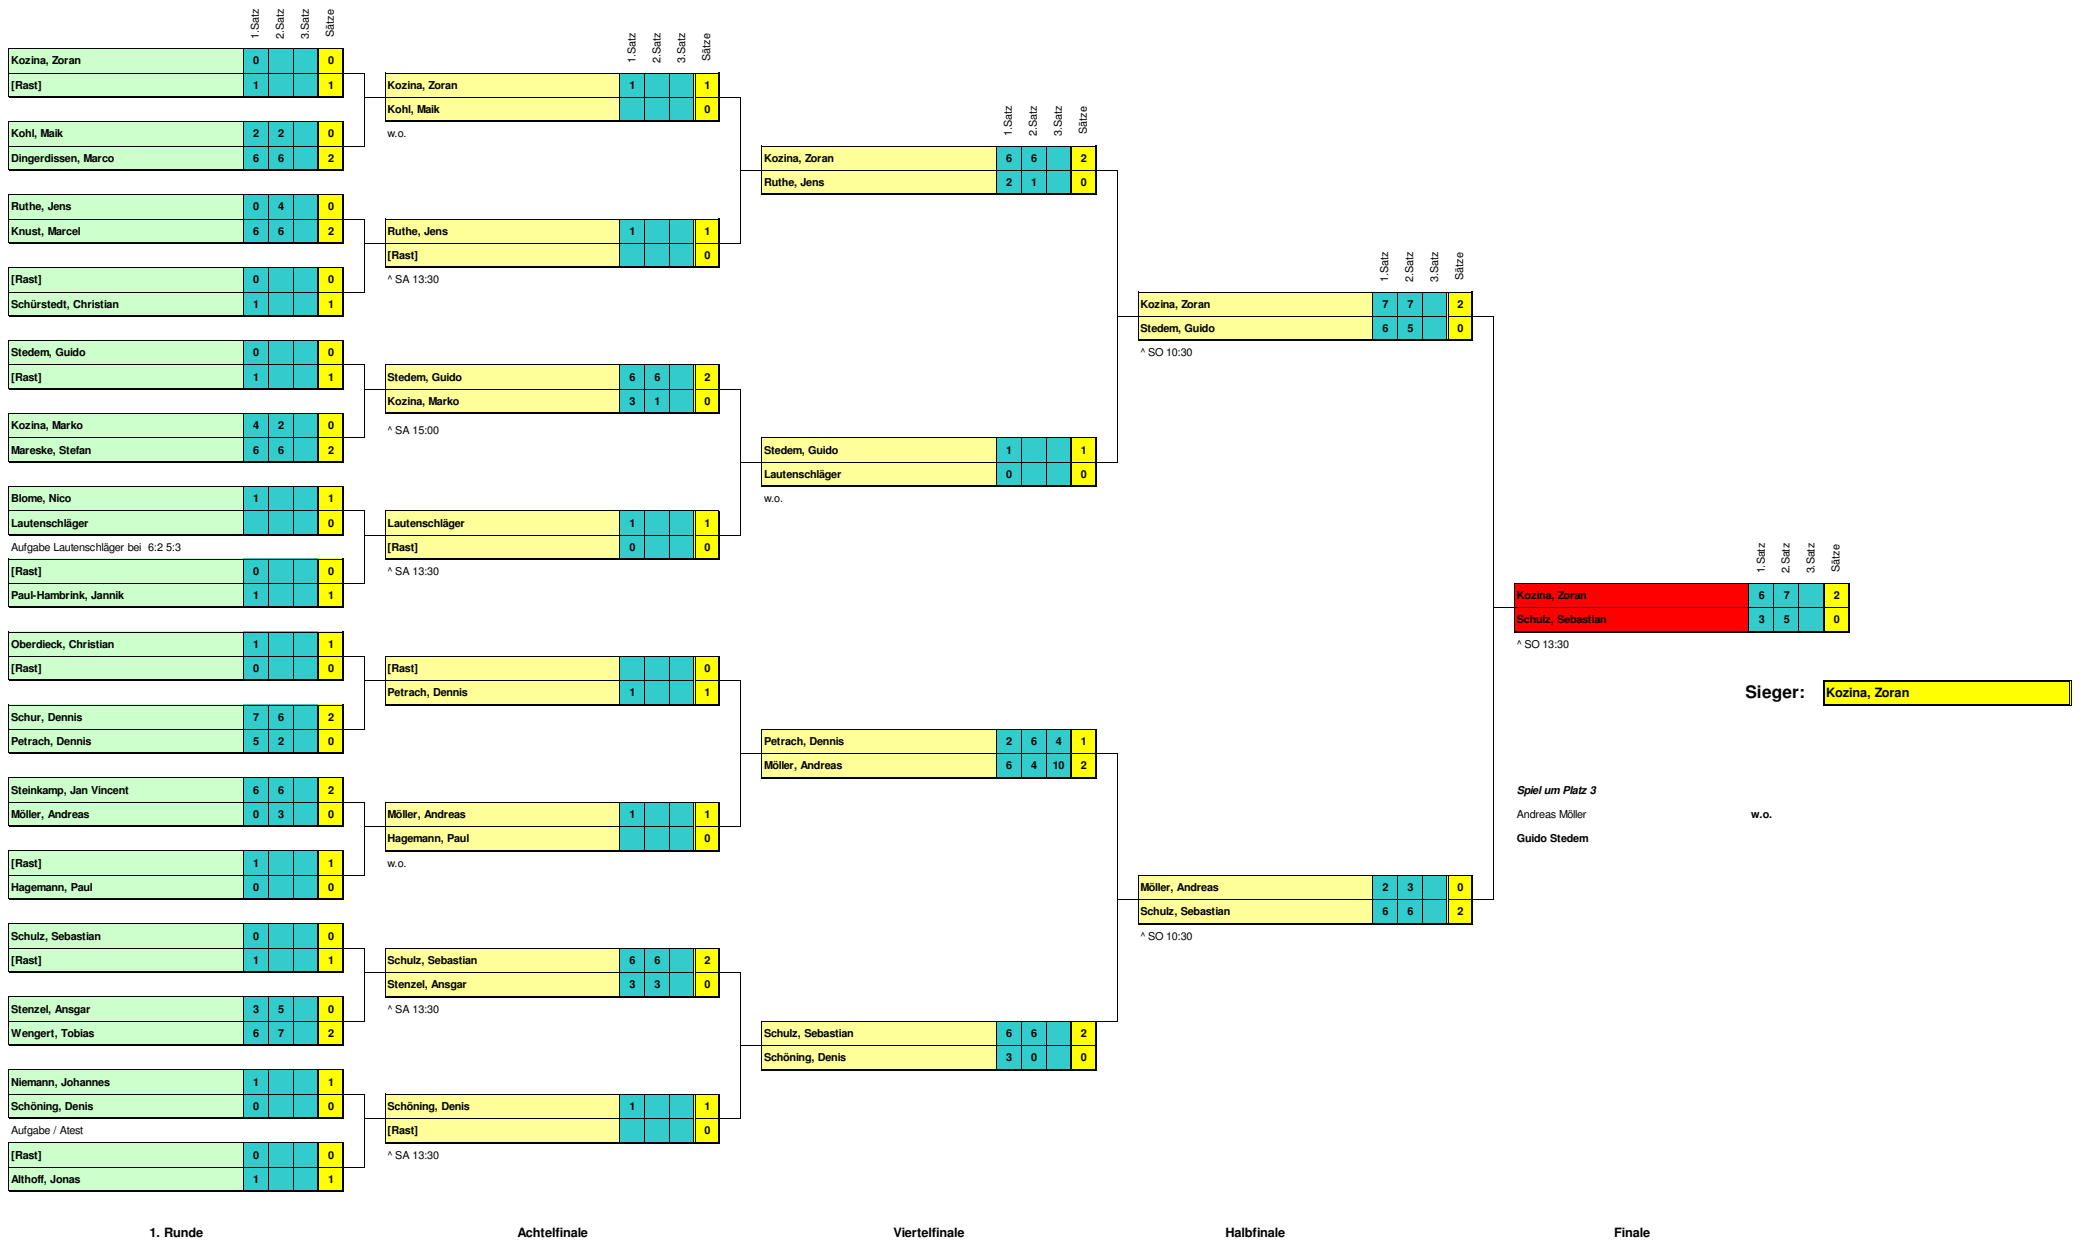 1.Satz 2.Satz 3.Satz Sätze
Kozina, Zoran 0 0
[Rast] 1 1
Kohl, Maik 2 2 0
Dingerdissen, Marco 6 6 2
Ruthe, Jens 0 4 0
Knust, Marcel 6 6 2
[Rast] 0 0
Schürstedt, Christian 1 1
Stedem, Guido 0 0
[Rast] 1 1
Kozina, Marko 4 2 0
Mareske, Stefan 6 6 2
Blome, Nico 1 1
Lautenschläger 0
Aufgabe Lautenschläger bei 6:2 5:3
[Rast] 0 0
Paul-Hambrink, Jannik 1 1
Oberdieck, Christian 1 1
[Rast] 0 0
Schur, Dennis 7 6 2
Petrach, Dennis 5 2 0
Steinkamp, Jan Vincent 6 6 2
Möller, Andreas 0 3 0
[Rast] 1 1
Hagemann, Paul 0 0
Schulz, Sebastian 0 0
[Rast] 1 1
Stenzel, Ansgar 3 5 0
Wengert, Tobias 6 7 2
Niemann, Johannes 1 1
Schöning, Denis 0 0
Aufgabe / Atest
[Rast] 0 0
Althoff, Jonas 1 1
1. Runde
1.Satz 2.Satz 3.Satz Sätze
Kozina, Zoran 1 1
Kohl, Maik 0
w.o.
Ruthe, Jens 1 1
[Rast] 0
^ SA 13:30
Stedem, Guido 6 6 2
Kozina, Marko 3 1 0
^ SA 15:00
Lautenschläger 1 1
[Rast] 0 0
^ SA 13:30
[Rast] 0
Petrach, Dennis 1 1
Möller, Andreas 1 1
Hagemann, Paul 0
w.o.
Schulz, Sebastian 6 6 2
Stenzel, Ansgar 3 3 0
^ SA 13:30
Schöning, Denis 1 1
[Rast] 0
^ SA 13:30
Achtelfinale
1.Satz 2.Satz 3.Satz Sätze
Kozina, Zoran 6 6 2
Ruthe, Jens 2 1 0
Stedem, Guido 1 1
Lautenschläger 0 0
w.o.
Petrach, Dennis 2 6 4 1
Möller, Andreas 6 4 10 2
Schulz, Sebastian 6 6 2
Schöning, Denis 3 0 0
Viertelfinale
1.Satz 2.Satz 3.Satz Sätze
Kozina, Zoran 7 7 2
Stedem, Guido 6 5 0
^ SO 10:30
Möller, Andreas 2 3 0
Schulz, Sebastian 6 6 2
^ SO 10:30
Halbfinale
1.Satz 2.Satz 3.Satz Sätze
Kozina, Zoran 6 7 2
Schulz, Sebastian 3 5 0
^ SO 13:30
Sieger: Kozina, Zoran
Spiel um Platz 3
Andreas Möller w.o.
Guido Stedem
Finale